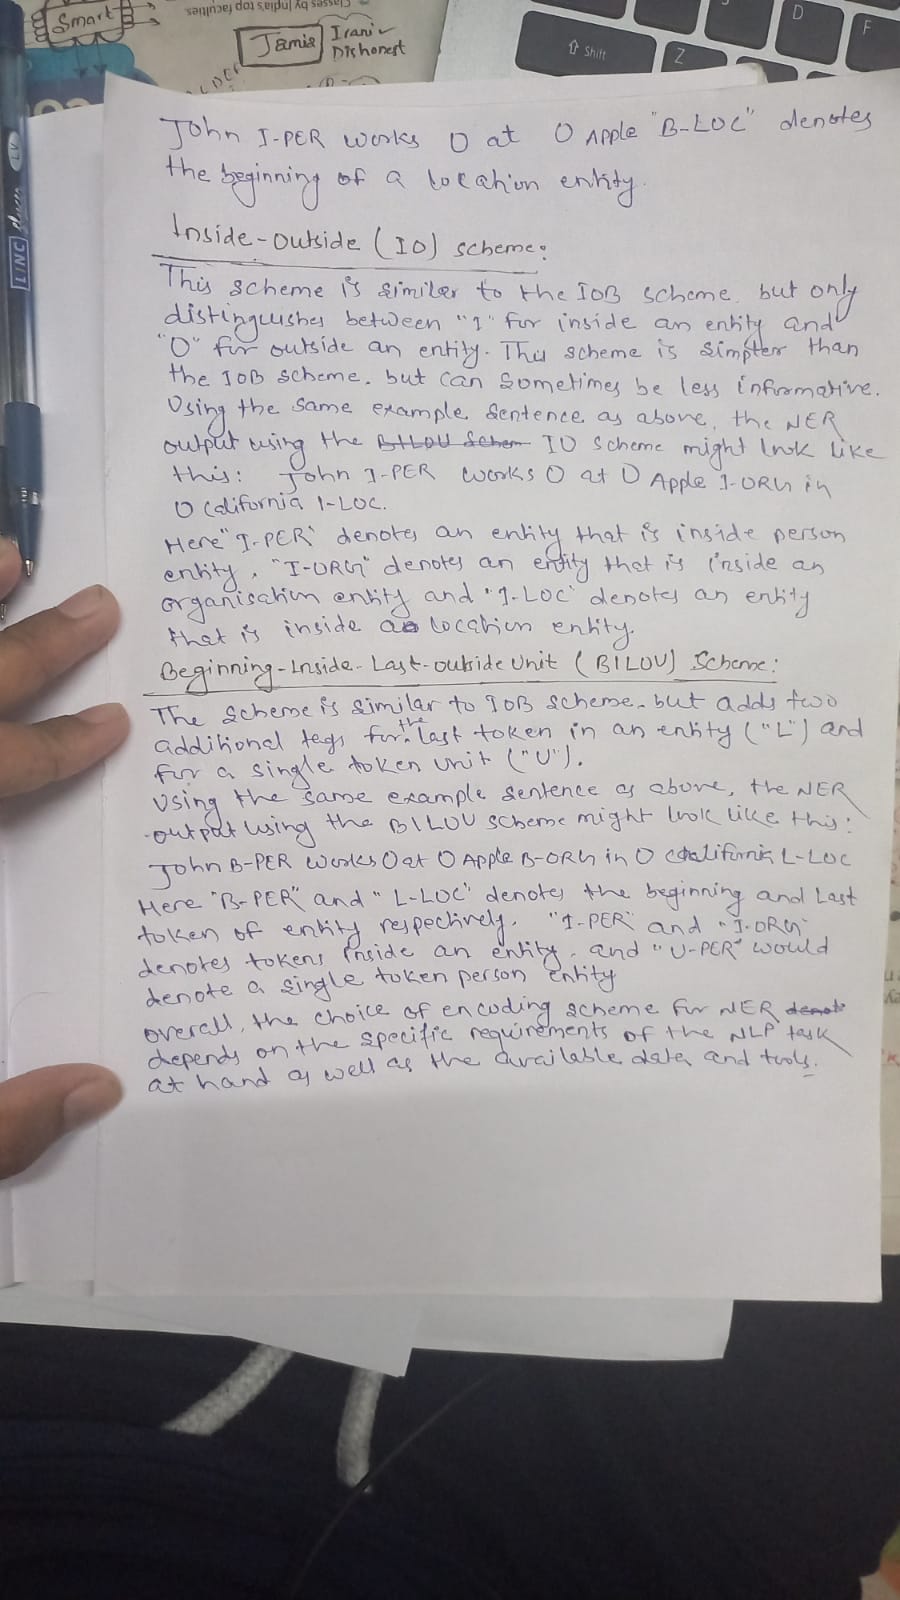 Smart
classes by Jndias top faculties
Jamia
Irani
Dishonest
D
F
⇧ Shift
Z
LINC
John I-PER works O at O Apple "B-LOC" denotes
the beginning of a location entity.
Inside-outside (IO) scheme:
This scheme is similar to the IOB scheme, but only
distinguishes between "I" for inside an entity and
"O" for outside an entity. This scheme is simpler than
the IOB scheme, but can sometimes be less informative.
Using the same example sentence as above, the NER
output using the BILOU Schem IO scheme might look like
this: John I-PER works O at O Apple I-ORG in
O California I-LOC.
Here "I-PER" denotes an entity that is inside person
entity, "I-ORG" denotes an entity that is inside an
organisation entity and "I-LOC" denotes an entity
that is inside a location entity.
Beginning-Inside-Last-outside Unit (BILOU) Scheme:
The scheme is similar to IOB scheme, but adds two
additional tegs for the last token in an entity ("L") and
for a single token unit ("U").
Using the same example sentence as above, the NER
output using the BILOU scheme might look like this:
John B-PER works O at O Apple B-ORG in O California L-LOC
Here "B-PER" and "L-LOC" denotes the beginning and Last
token of entity respectively. "I-PER" and "I-ORG"
denotes tokens inside an entity, and "U-PER" would
denote a single token person entity
overall, the choice of encoding scheme for NER denot
depends on the specific requirements of the NLP task
at hand as well as the available data and tools.